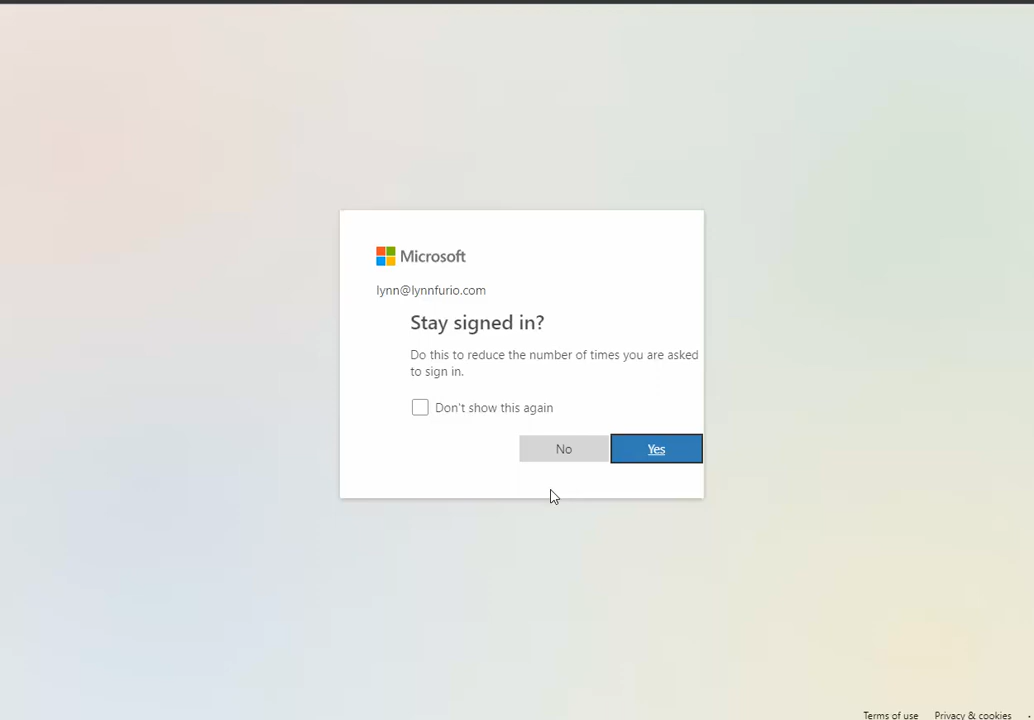 Microsoft
lynn@lynnfurio.com
Stay signed in?
Do this to reduce the number of times you are asked
to sign in.
Don't show this again
No Yes
Terms of use Privacy & cookies